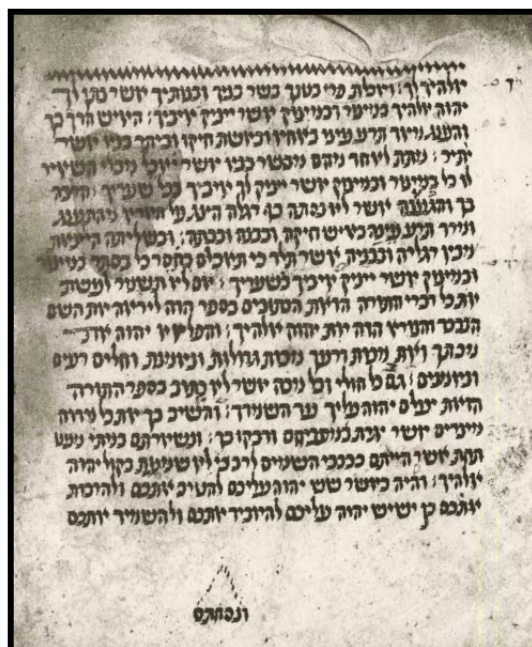 אלהיך לך׃ ואכלת פרי בטנך בשר בניך ובנתיך אשר נתן לך
יהוה אלהיך במצור ובמצוק אשר יציק איבך׃ האיש הרך בך
והענג מאד תרע עינו באחיו ובאשת חיקו וביתר בניו אשר
יתיר׃ מתת לאחד מהם מבשר בניו אשר יאכל מבלי השאיר
לו כל במצור ובמצוק אשר יציק לך איבך בכל שעריך׃ הרכה
בך והענגה אשר לא נסתה כף רגלה הצג על הארץ מהתענג
ומרך תרע עינה באיש חיקה ובבנה ובבתה׃ ובשליתה היוצת
מבין רגליה ובבניה אשר תלד כי תאכלם בחסר כל בסתר במצור
ובמצוק אשר יציק איבך בשעריך׃ אם לא תשמר לעשות
את כל דברי התורה הזאת הכתובים בספר הזה ליראה את השם
הנכבד והנורא הזה את יהוה אלהיך׃ והפליא יהוה את
מכתך ואת מכות זרעך מכות גדולות ונאמנות וחלים רעים
ונאמנים׃ גם כל חולי וכל מכה אשר לא כתוב בספר התורה
הזאת יעלם יהוה עליך עד השמדך׃ והשיב בך את כל מדוה
מצרים אשר יגרת מפניהם ודבקו בך׃ ונשארתם במתי מעט
תחת אשר הייתם ככוכבי השמים לרב כי לא שמעת בקול יהוה
אלהיך׃ והיה כאשר שש יהוה עליכם להטיב אתכם ולהרבות
אתכם כן ישיש יהוה עליכם להאביד אתכם ולהשמיד אתכם
ונסחתם